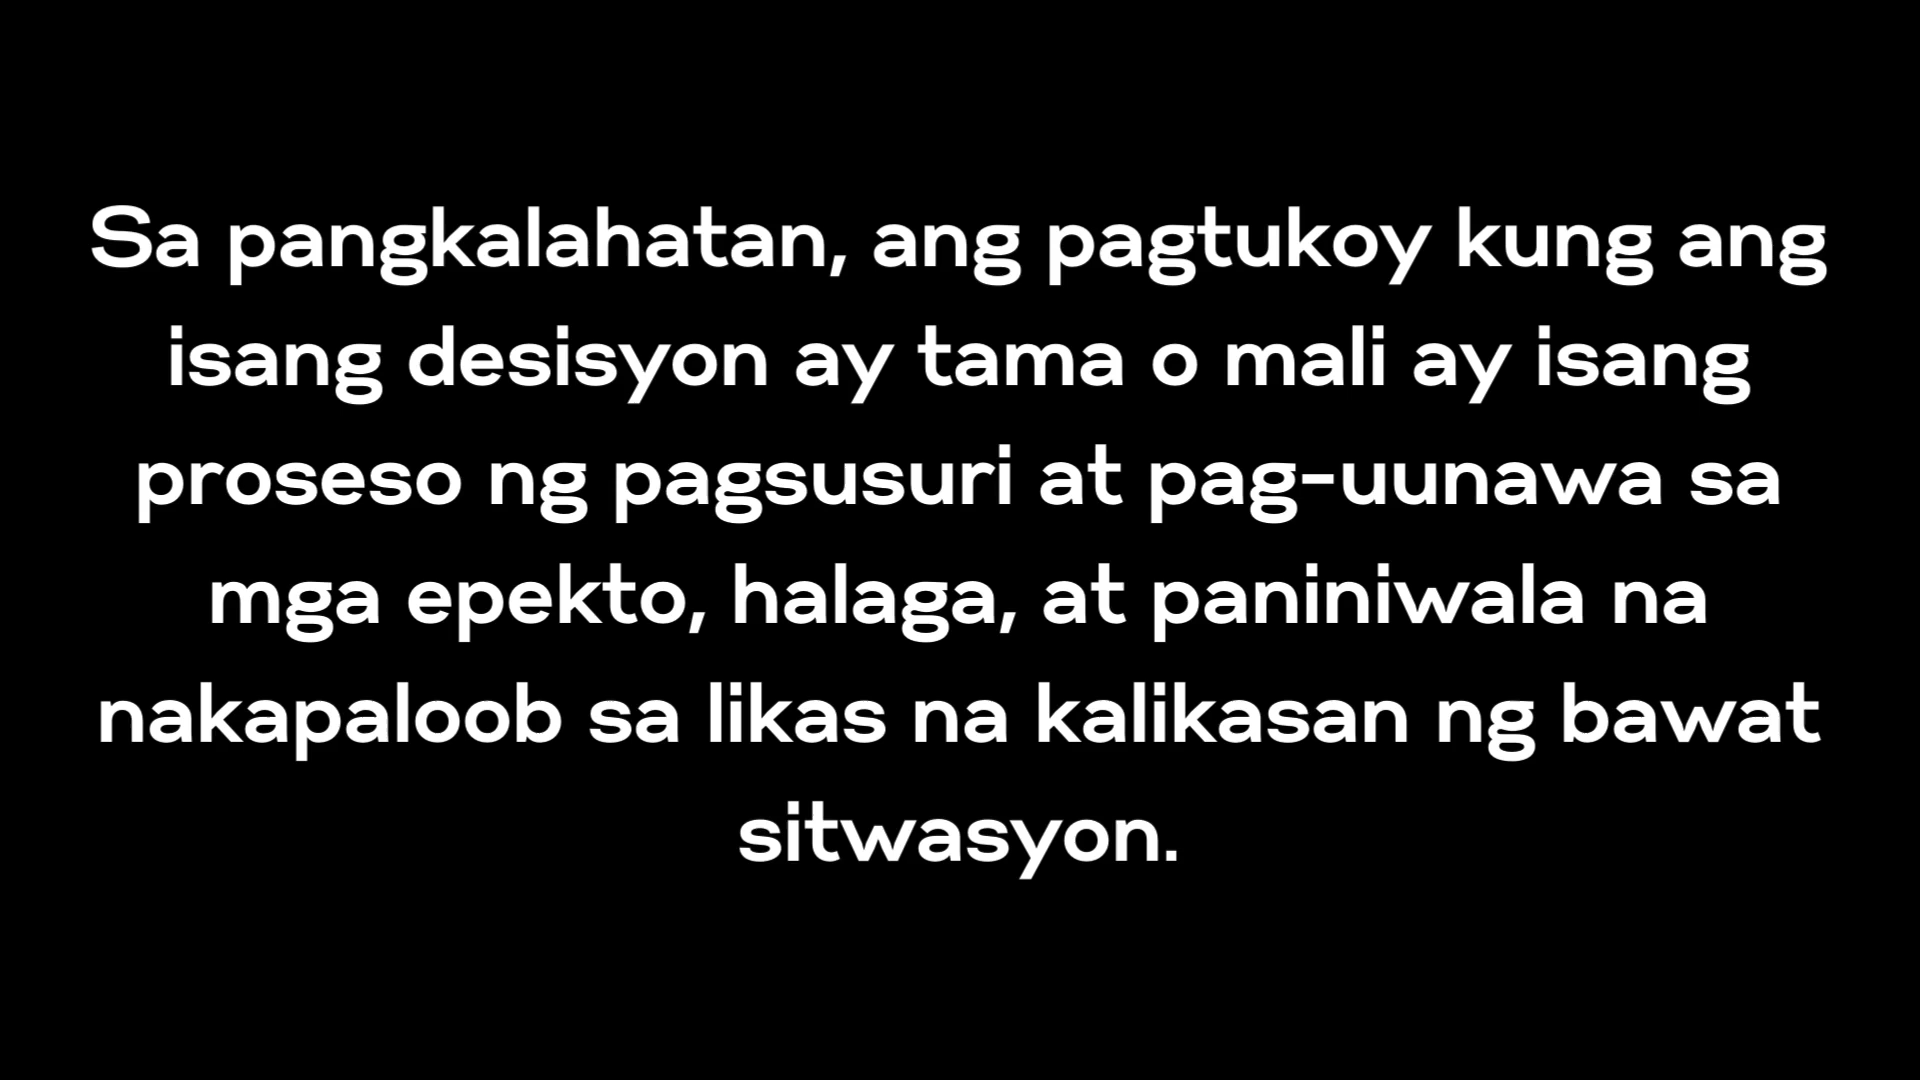 Sa pangkalahatan, ang pagtukoy kung ang
isang desisyon ay tama o mali ay isang
proseso ng pagsusuri at pag-uunawa sa
mga epekto, halaga, at paniniwala na
nakapaloob sa likas na kalikasan ng bawat
sitwasyon.